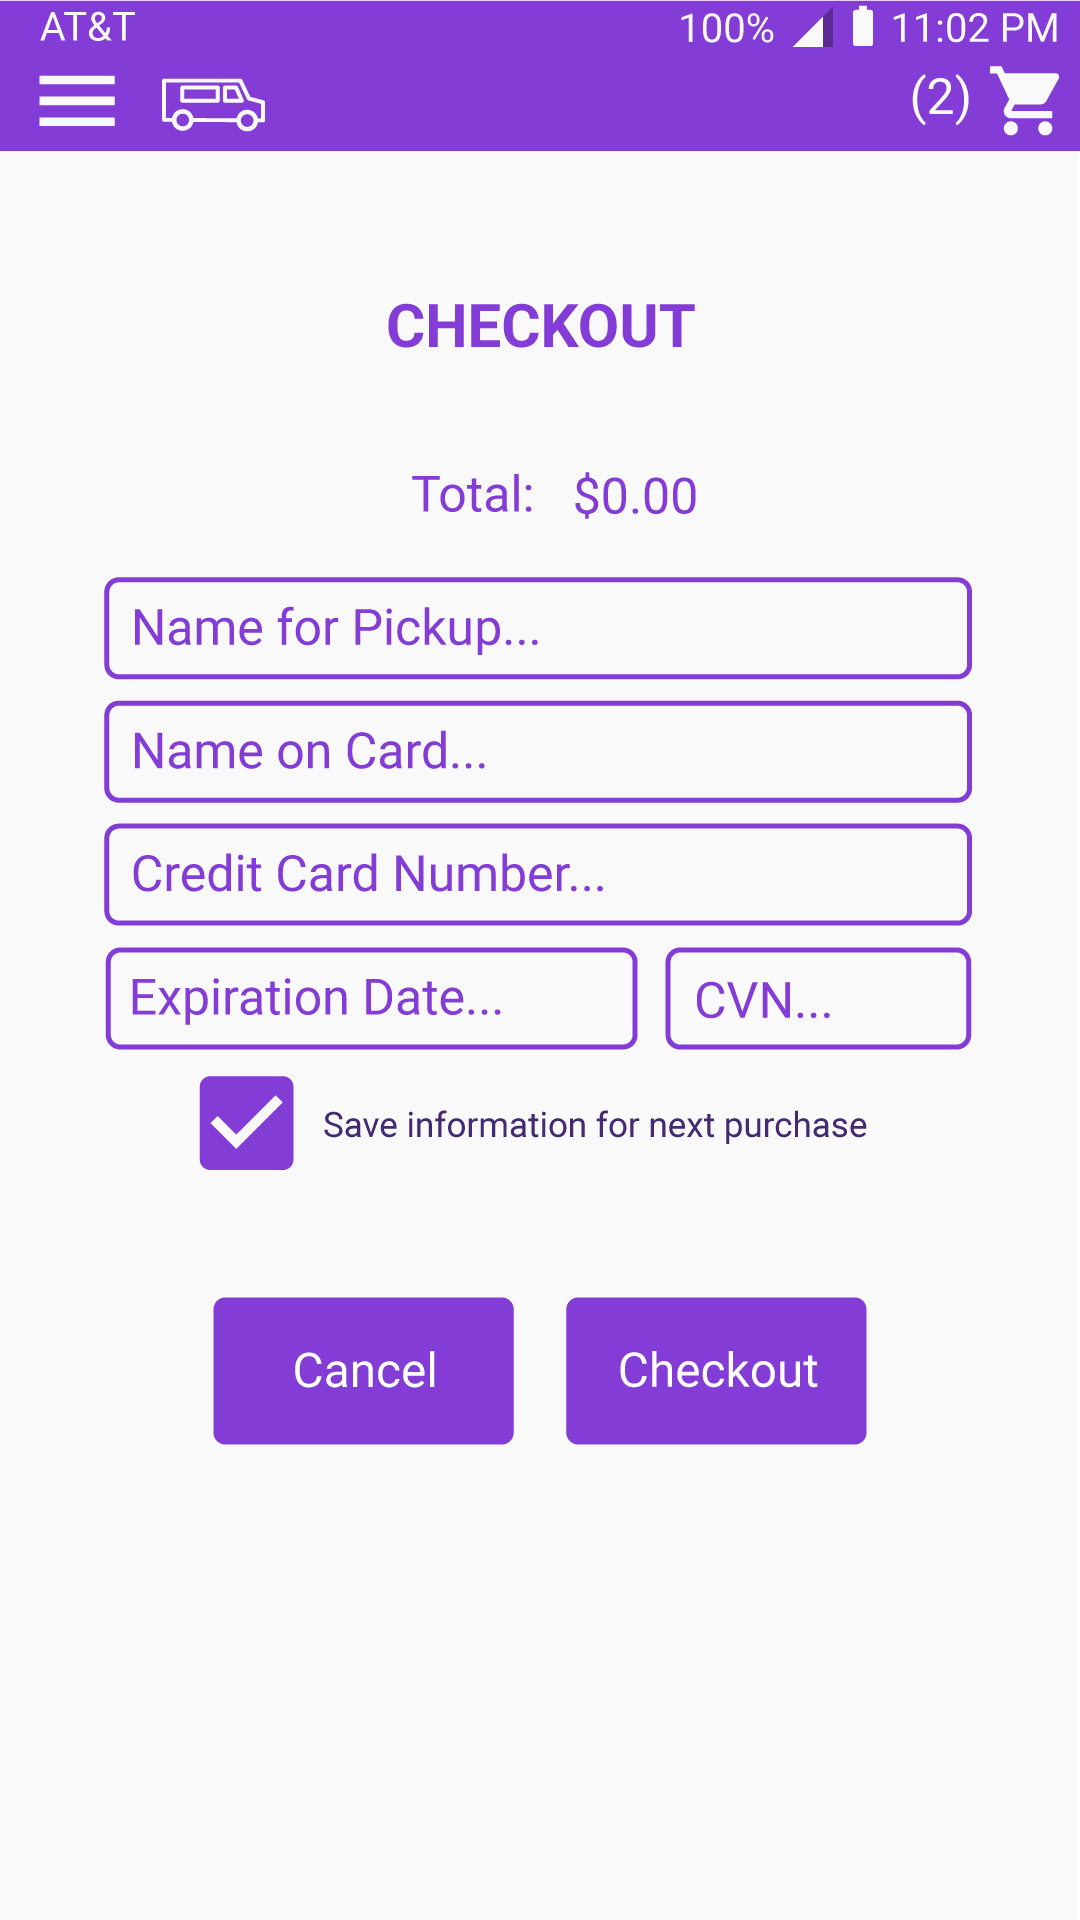 AT&T 100% 11:02 PM
(2)
CHECKOUT
Total: $0.00
Name for Pickup...
Name on Card...
Credit Card Number...
Expiration Date... CVN...
Save information for next purchase
Cancel Checkout